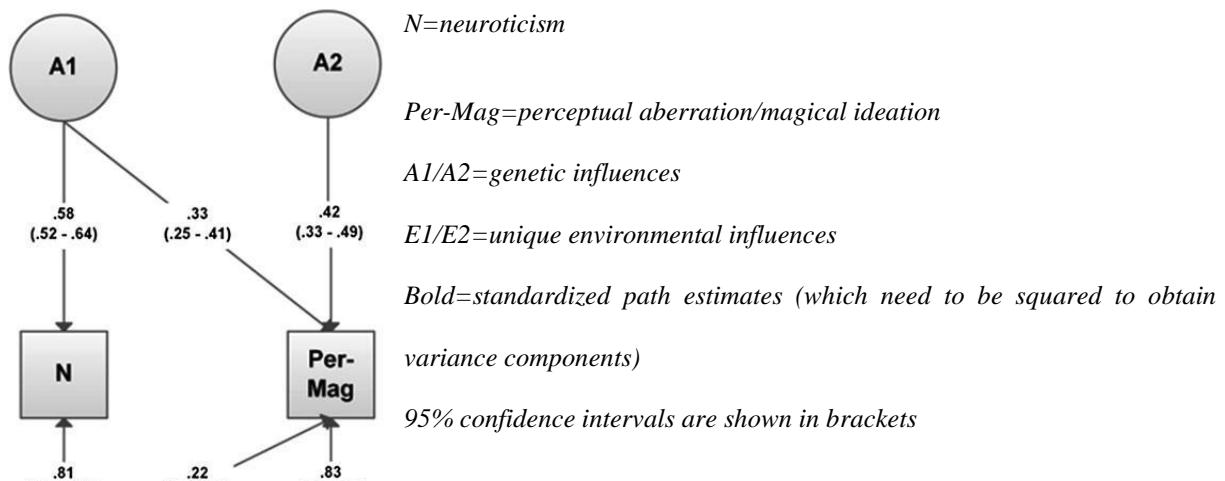 A1
A2
.58
(.52 - .64)
.33
(.25 - .41)
.42
(.33 - .49)
N
Per-
Mag
.81
.22
.83
N=neuroticism
Per-Mag=perceptual aberration/magical ideation
A1/A2=genetic influences
E1/E2=unique environmental influences
Bold=standardized path estimates (which need to be squared to obtain
variance components)
95% confidence intervals are shown in brackets